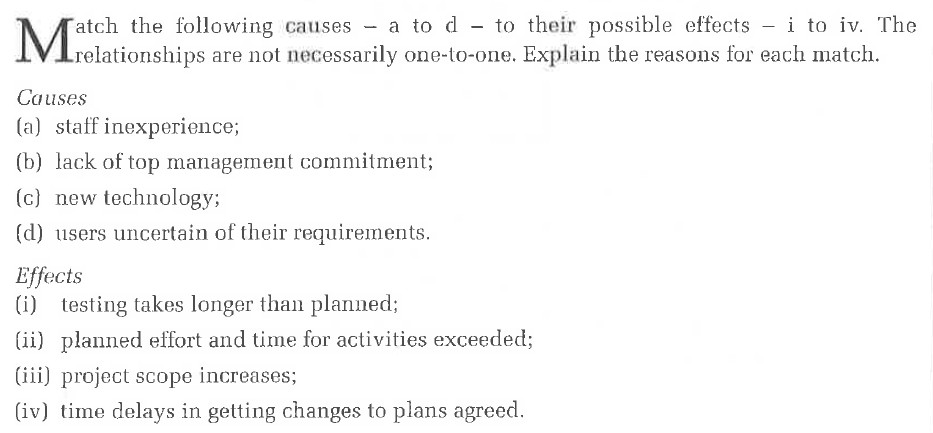 Match the following causes – a to d – to their possible effects – i to iv. The
relationships are not necessarily one-to-one. Explain the reasons for each match.
Causes
(a) staff inexperience;
(b) lack of top management commitment;
(c) new technology;
(d) users uncertain of their requirements.
Effects
(i) testing takes longer than planned;
(ii) planned effort and time for activities exceeded;
(iii) project scope increases;
(iv) time delays in getting changes to plans agreed.